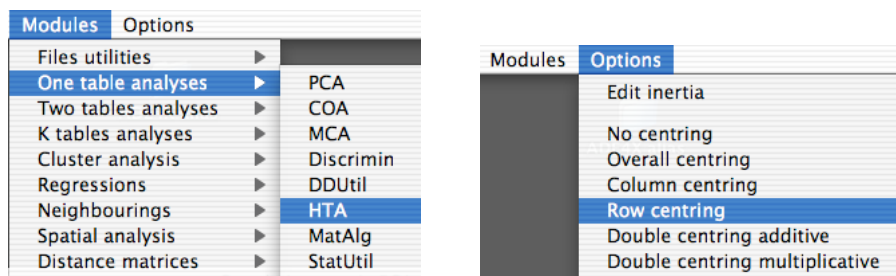 Modules Options
Files utilities
One table analyses
Two tables analyses
K tables analyses
Cluster analysis
Regressions
Neighbourings
Spatial analysis
Distance matrices
PCA
COA
MCA
Discrimin
DDUtil
HTA
MatAlg
StatUtil
Modules Options
Edit inertia
No centring
Overall centring
Column centring
Row centring
Double centring additive
Double centring multiplicative